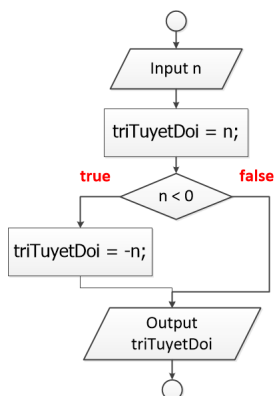 Input n
triTuyetDoi = n;
true
false
n < 0
triTuyetDoi = -n;
Output
triTuyetDoi